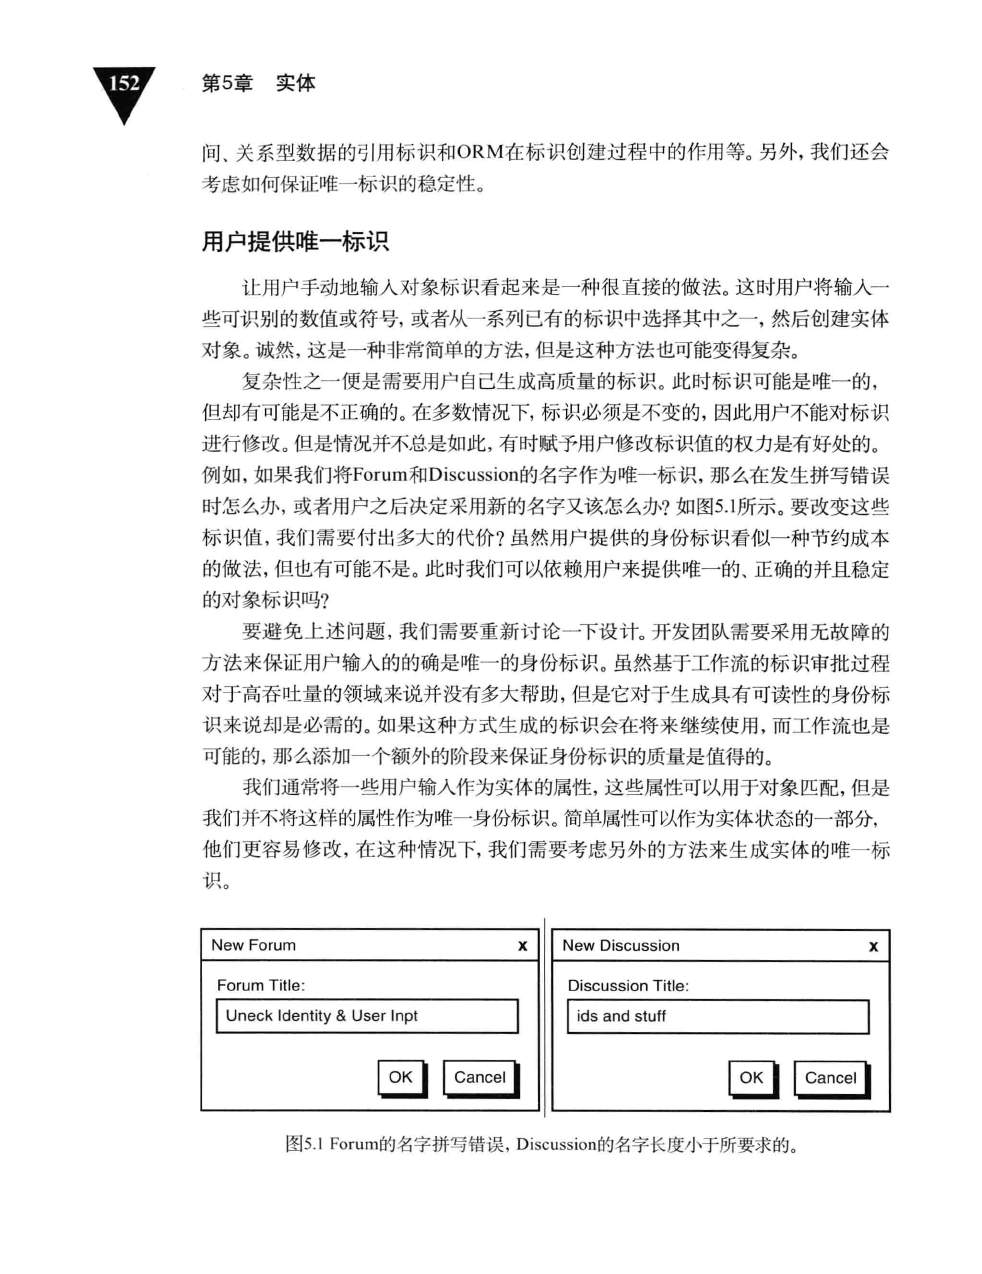 152
第5章 实体
间、关系型数据的引用标识和ORM在标识创建过程中的作用等。另外，我们还会
考虑如何保证唯一标识的稳定性。
用户提供唯一标识
让用户手动地输入对象标识看起来是一种很直接的做法。这时用户将输入一
些可识别的数值或符号，或者从一系列已有的标识中选择其中之一，然后创建实体
对象。诚然，这是一种非常简单的方法，但是这种方法也可能变得复杂。
复杂性之一便是需要用户自己生成高质量的标识。此时标识可能是唯一的，
但却有可能是不正确的。在多数情况下，标识必须是不变的，因此用户不能对标识
进行修改。但是情况并不总是如此，有时赋予用户修改标识值的权力是有好处的。
例如，如果我们将Forum和Discussion的名字作为唯一标识，那么在发生拼写错误
时怎么办，或者用户之后决定采用新的名字又该怎么办？如图5.1所示。要改变这些
标识值，我们需要付出多大的代价？虽然用户提供的身份标识看似一种节约成本
的做法，但也有可能不是。此时我们可以依赖用户来提供唯一的、正确的并且稳定
的对象标识吗？
要避免上述问题，我们需要重新讨论一下设计。开发团队需要采用无故障的
方法来保证用户输入的的确是唯一的身份标识。虽然基于工作流的标识审批过程
对于高吞吐量的领域来说并没有多大帮助，但是它对于生成具有可读性的身份标
识来说却是必需的。如果这种方式生成的标识会在将来继续使用，而工作流也是
可能的，那么添加一个额外的阶段来保证身份标识的质量是值得的。
我们通常将一些用户输入作为实体的属性，这些属性可以用于对象匹配，但是
我们并不将这样的属性作为唯一身份标识。简单属性可以作为实体状态的一部分，
他们更容易修改，在这种情况下，我们需要考虑另外的方法来生成实体的唯一标
识。
New Forum x
Forum Title:
Uneck Identity & User Inpt
OK Cancel
New Discussion x
Discussion Title:
ids and stuff
OK Cancel
图5.1 Forum的名字拼写错误，Discussion的名字长度小于所要求的。